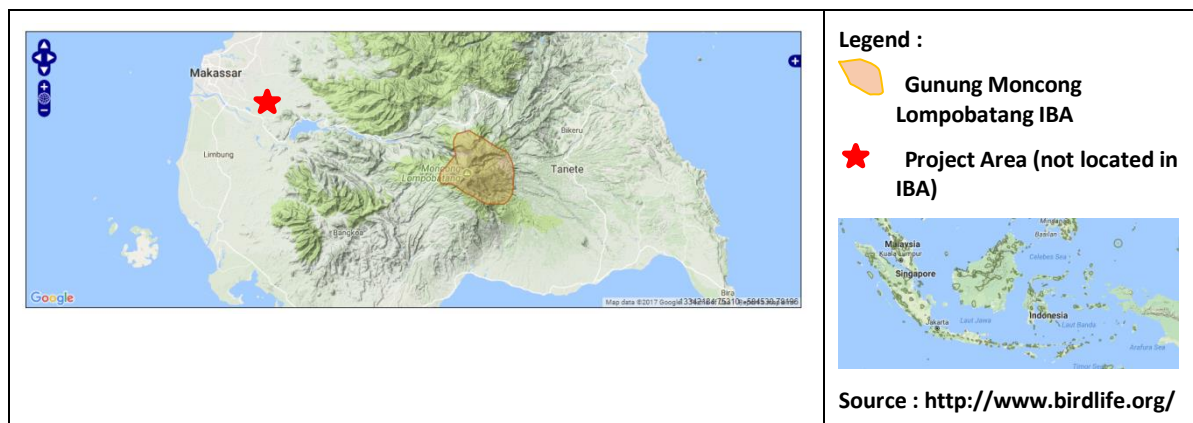 Makassar
Limbung
Moncong
Lompobatang
Bangkoa
Bikeru
Tanete
Bira
Google
Map data ©2017 Google
Legend :
Gunung Moncong
Lompobatang IBA
Project Area (not located in
IBA)
Malaysia
Kuala Lumpur
Singapore
Celebes Sea
Jakarta
Laut Jawa
Indonesia
Laut Banda
Arafura Sea
Timor Sea
Source : http://www.birdlife.org/